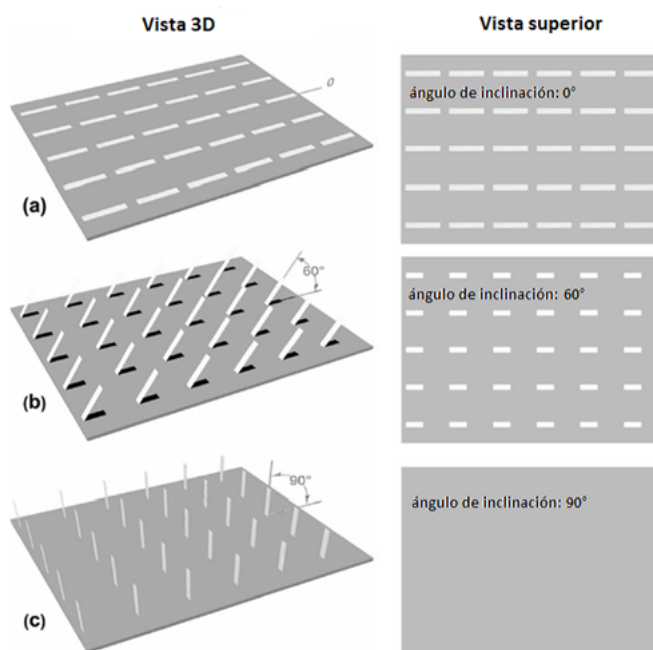 Vista 3D
Vista superior
0
ángulo de inclinación: 0°
(a)
60°
ángulo de inclinación: 60°
(b)
90°
ángulo de inclinación: 90°
(c)